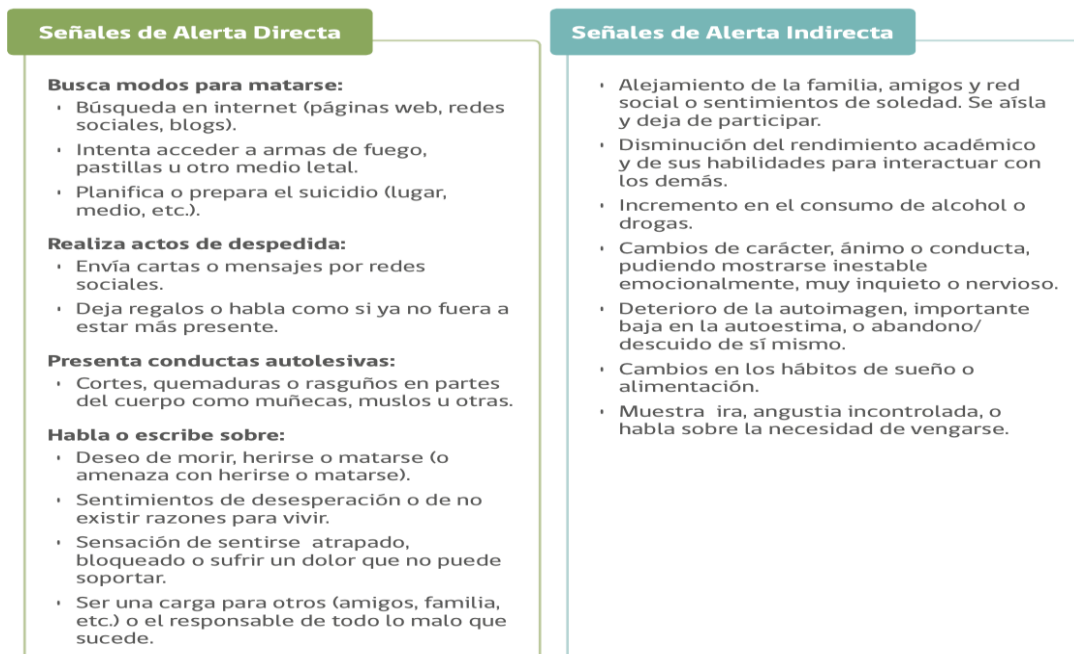 Señales de Alerta Directa
Busca modos para matarse:
· Búsqueda en internet (páginas web, redes
sociales, blogs).
· Intenta acceder a armas de fuego,
pastillas u otro medio letal.
· Planifica o prepara el suicidio (lugar,
medio, etc.).
Realiza actos de despedida:
· Envía cartas o mensajes por redes
sociales.
· Deja regalos o habla como si ya no fuera a
estar más presente.
Presenta conductas autolesivas:
· Cortes, quemaduras o rasguños en partes
del cuerpo como muñecas, muslos u otras.
Habla o escribe sobre:
· Deseo de morir, herirse o matarse (o
amenaza con herirse o matarse).
· Sentimientos de desesperación o de no
existir razones para vivir.
· Sensación de sentirse atrapado,
bloqueado o sufrir un dolor que no puede
soportar.
· Ser una carga para otros (amigos, familia,
etc.) o el responsable de todo lo malo que
sucede.
Señales de Alerta Indirecta
· Alejamiento de la familia, amigos y red
social o sentimientos de soledad. Se aísla
y deja de participar.
· Disminución del rendimiento académico
y de sus habilidades para interactuar con
los demás.
· Incremento en el consumo de alcohol o
drogas.
· Cambios de carácter, ánimo o conducta,
pudiendo mostrarse inestable
emocionalmente, muy inquieto o nervioso.
· Deterioro de la autoimagen, importante
baja en la autoestima, o abandono/
descuido de sí mismo.
· Cambios en los hábitos de sueño o
alimentación.
· Muestra ira, angustia incontrolada, o
habla sobre la necesidad de vengarse.